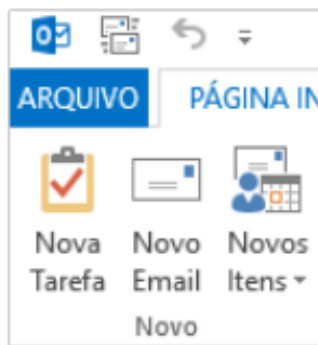 ARQUIVO PÁGINA IN
Nova Novo Novos
Tarefa Email Itens
Novo